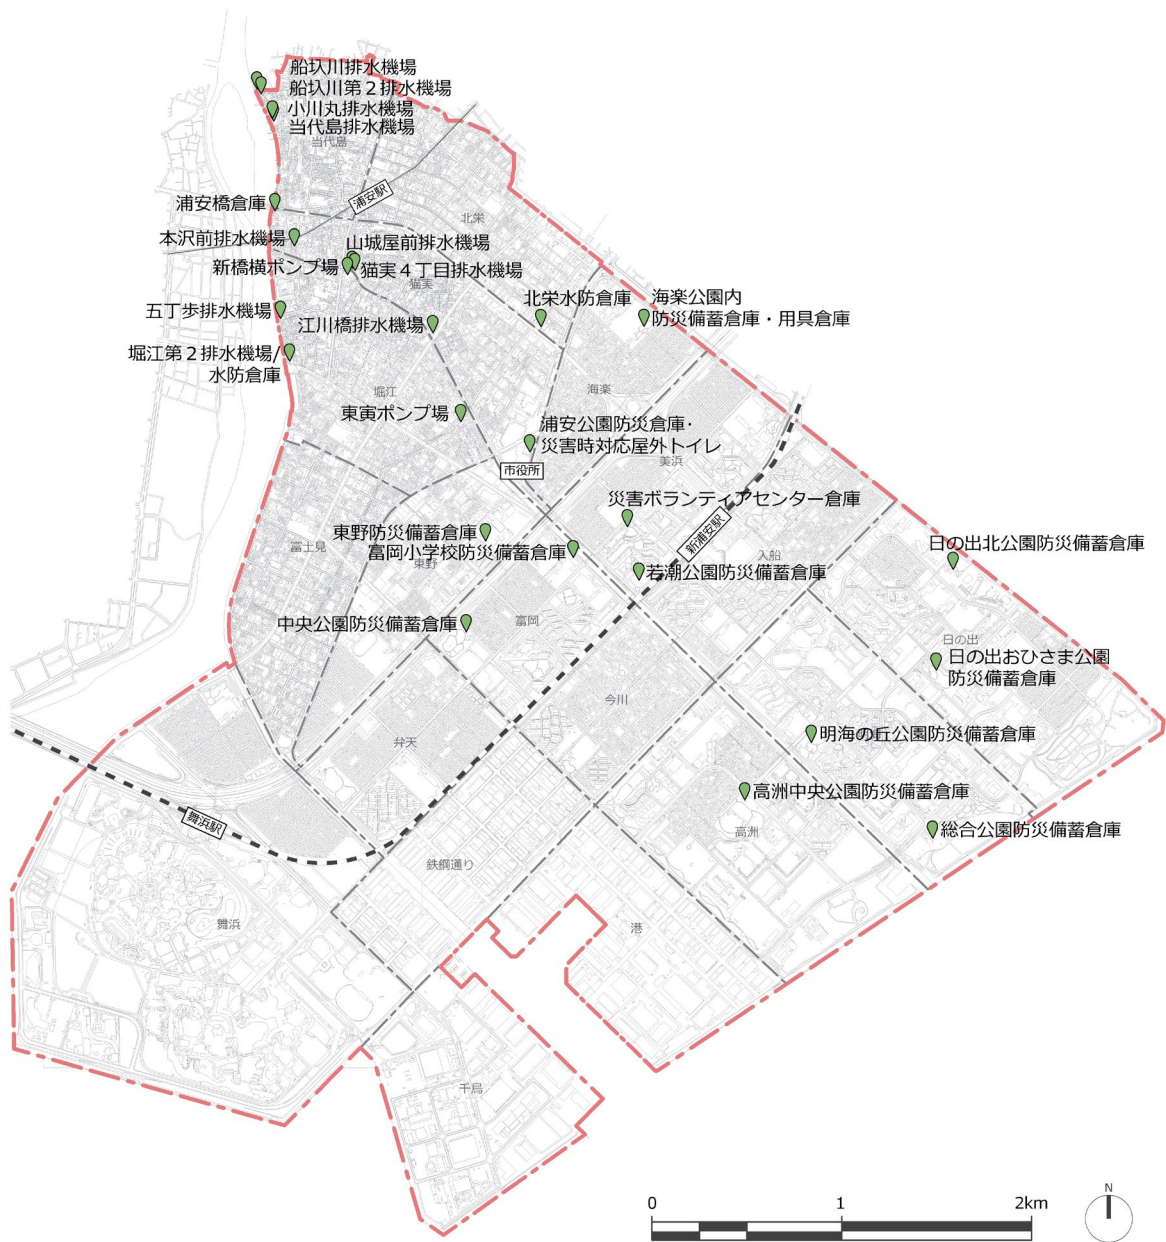 船圦川排水機場
船圦川第２排水機場
小川丸排水機場
当代島排水機場
当代島
浦安橋倉庫
浦安駅
北栄
本沢前排水機場
山城屋前排水機場
新橋横ポンプ場
猫実４丁目排水機場
猫実
北栄水防倉庫
海楽公園内
防災備蓄倉庫・用具倉庫
五丁歩排水機場
江川橋排水機場
堀江第２排水機場/
水防倉庫
堀江
海楽
東寅ポンプ場
浦安公園防災倉庫・
災害時対応屋外トイレ
美浜
市役所
災害ボランティアセンター倉庫
東野防災備蓄倉庫
新浦安駅
富士見
富岡小学校防災備蓄倉庫
東野
入船
日の出北公園防災備蓄倉庫
若潮公園防災備蓄倉庫
中央公園防災備蓄倉庫
富岡
日の出
日の出おひさま公園
防災備蓄倉庫
今川
弁天
明海の丘公園防災備蓄倉庫
高洲中央公園防災備蓄倉庫
舞浜駅
高洲
総合公園防災備蓄倉庫
鉄鋼通り
舞浜
港
千鳥
N
0 1 2km